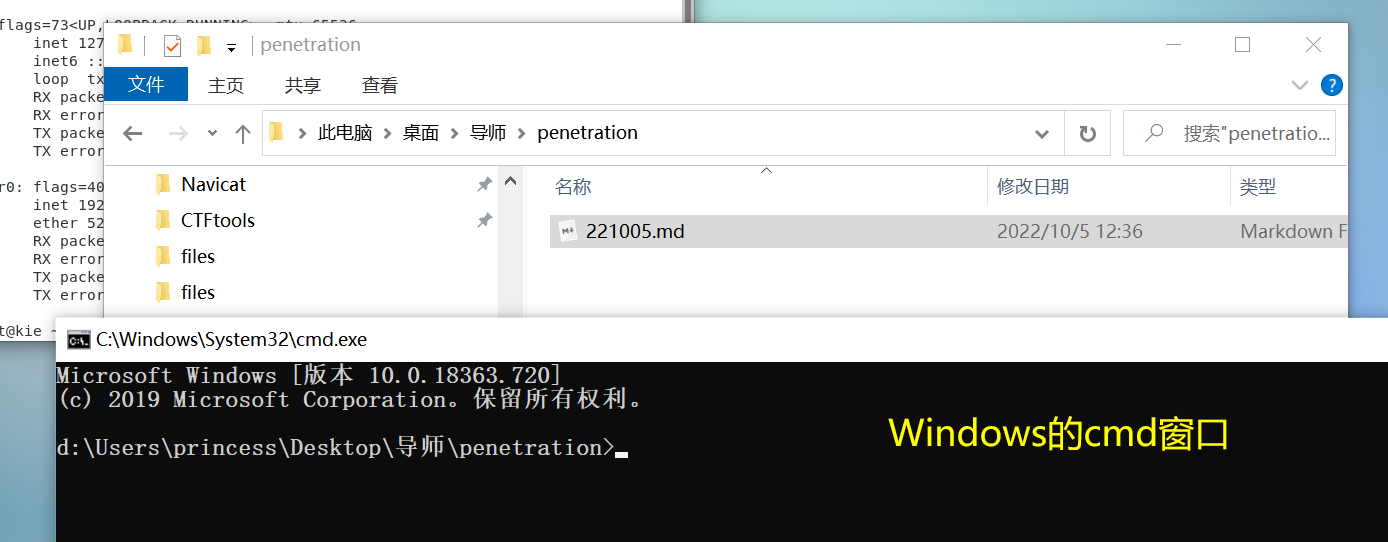 flags=73<UP,LOOPBACK,RUNNING> mtu 65536
inet 127
inet6 ::
loop tx
RX packe
RX error
TX packe
TX error
r0: flags=40
inet 192
ether 52
RX packe
RX error
TX packe
TX error
t@kie ~
penetration
文件 主页 共享 查看
此电脑 > 桌面 > 导师 > penetration
搜索"penetratio...
Navicat
CTFtools
files
files
名称 修改日期 类型
221005.md 2022/10/5 12:36 Markdown F
C:\Windows\System32\cmd.exe
Microsoft Windows [版本 10.0.18363.720]
(c) 2019 Microsoft Corporation。保留所有权利。
d:\Users\princess\Desktop\导师\penetration>
Windows的cmd窗口